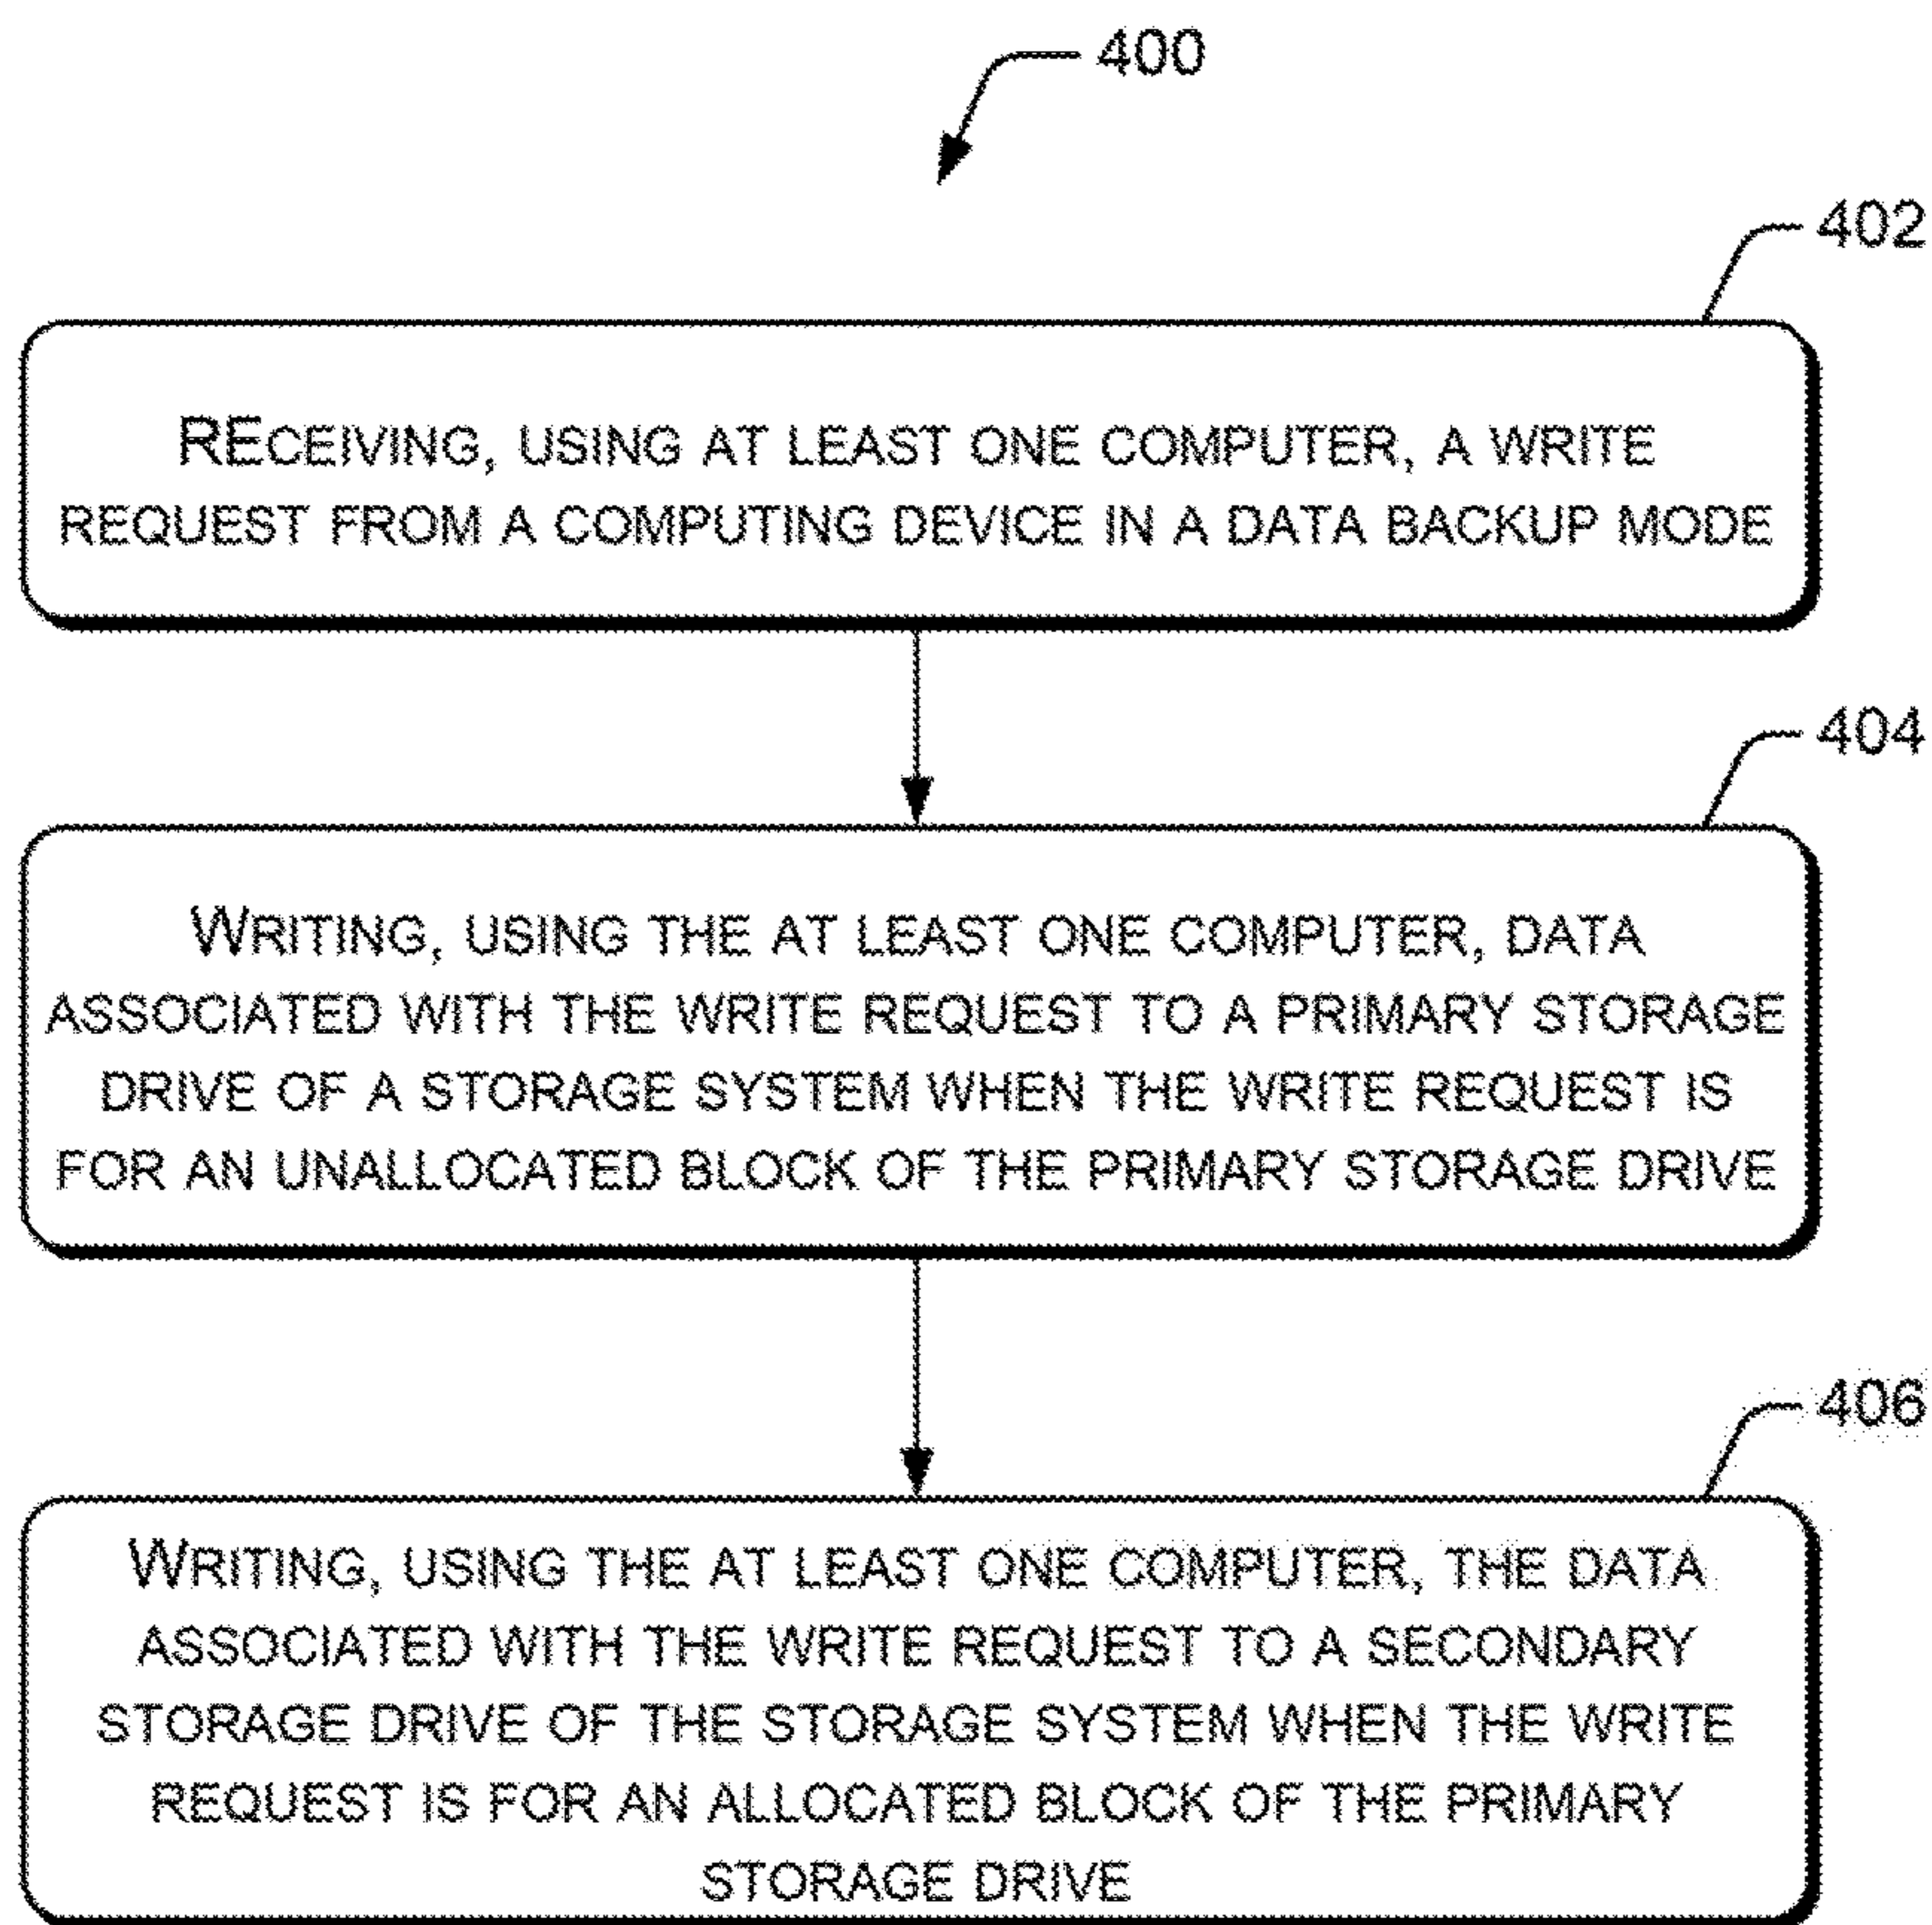 400
402
RECEIVING, USING AT LEAST ONE COMPUTER, A WRITE
REQUEST FROM A COMPUTING DEVICE IN A DATA BACKUP MODE
404
WRITING, USING THE AT LEAST ONE COMPUTER, DATA
ASSOCIATED WITH THE WRITE REQUEST TO A PRIMARY STORAGE
DRIVE OF A STORAGE SYSTEM WHEN THE WRITE REQUEST IS
FOR AN UNALLOCATED BLOCK OF THE PRIMARY STORAGE DRIVE
406
WRITING, USING THE AT LEAST ONE COMPUTER, THE DATA
ASSOCIATED WITH THE WRITE REQUEST TO A SECONDARY
STORAGE DRIVE OF THE STORAGE SYSTEM WHEN THE WRITE
REQUEST IS FOR AN ALLOCATED BLOCK OF THE PRIMARY
STORAGE DRIVE